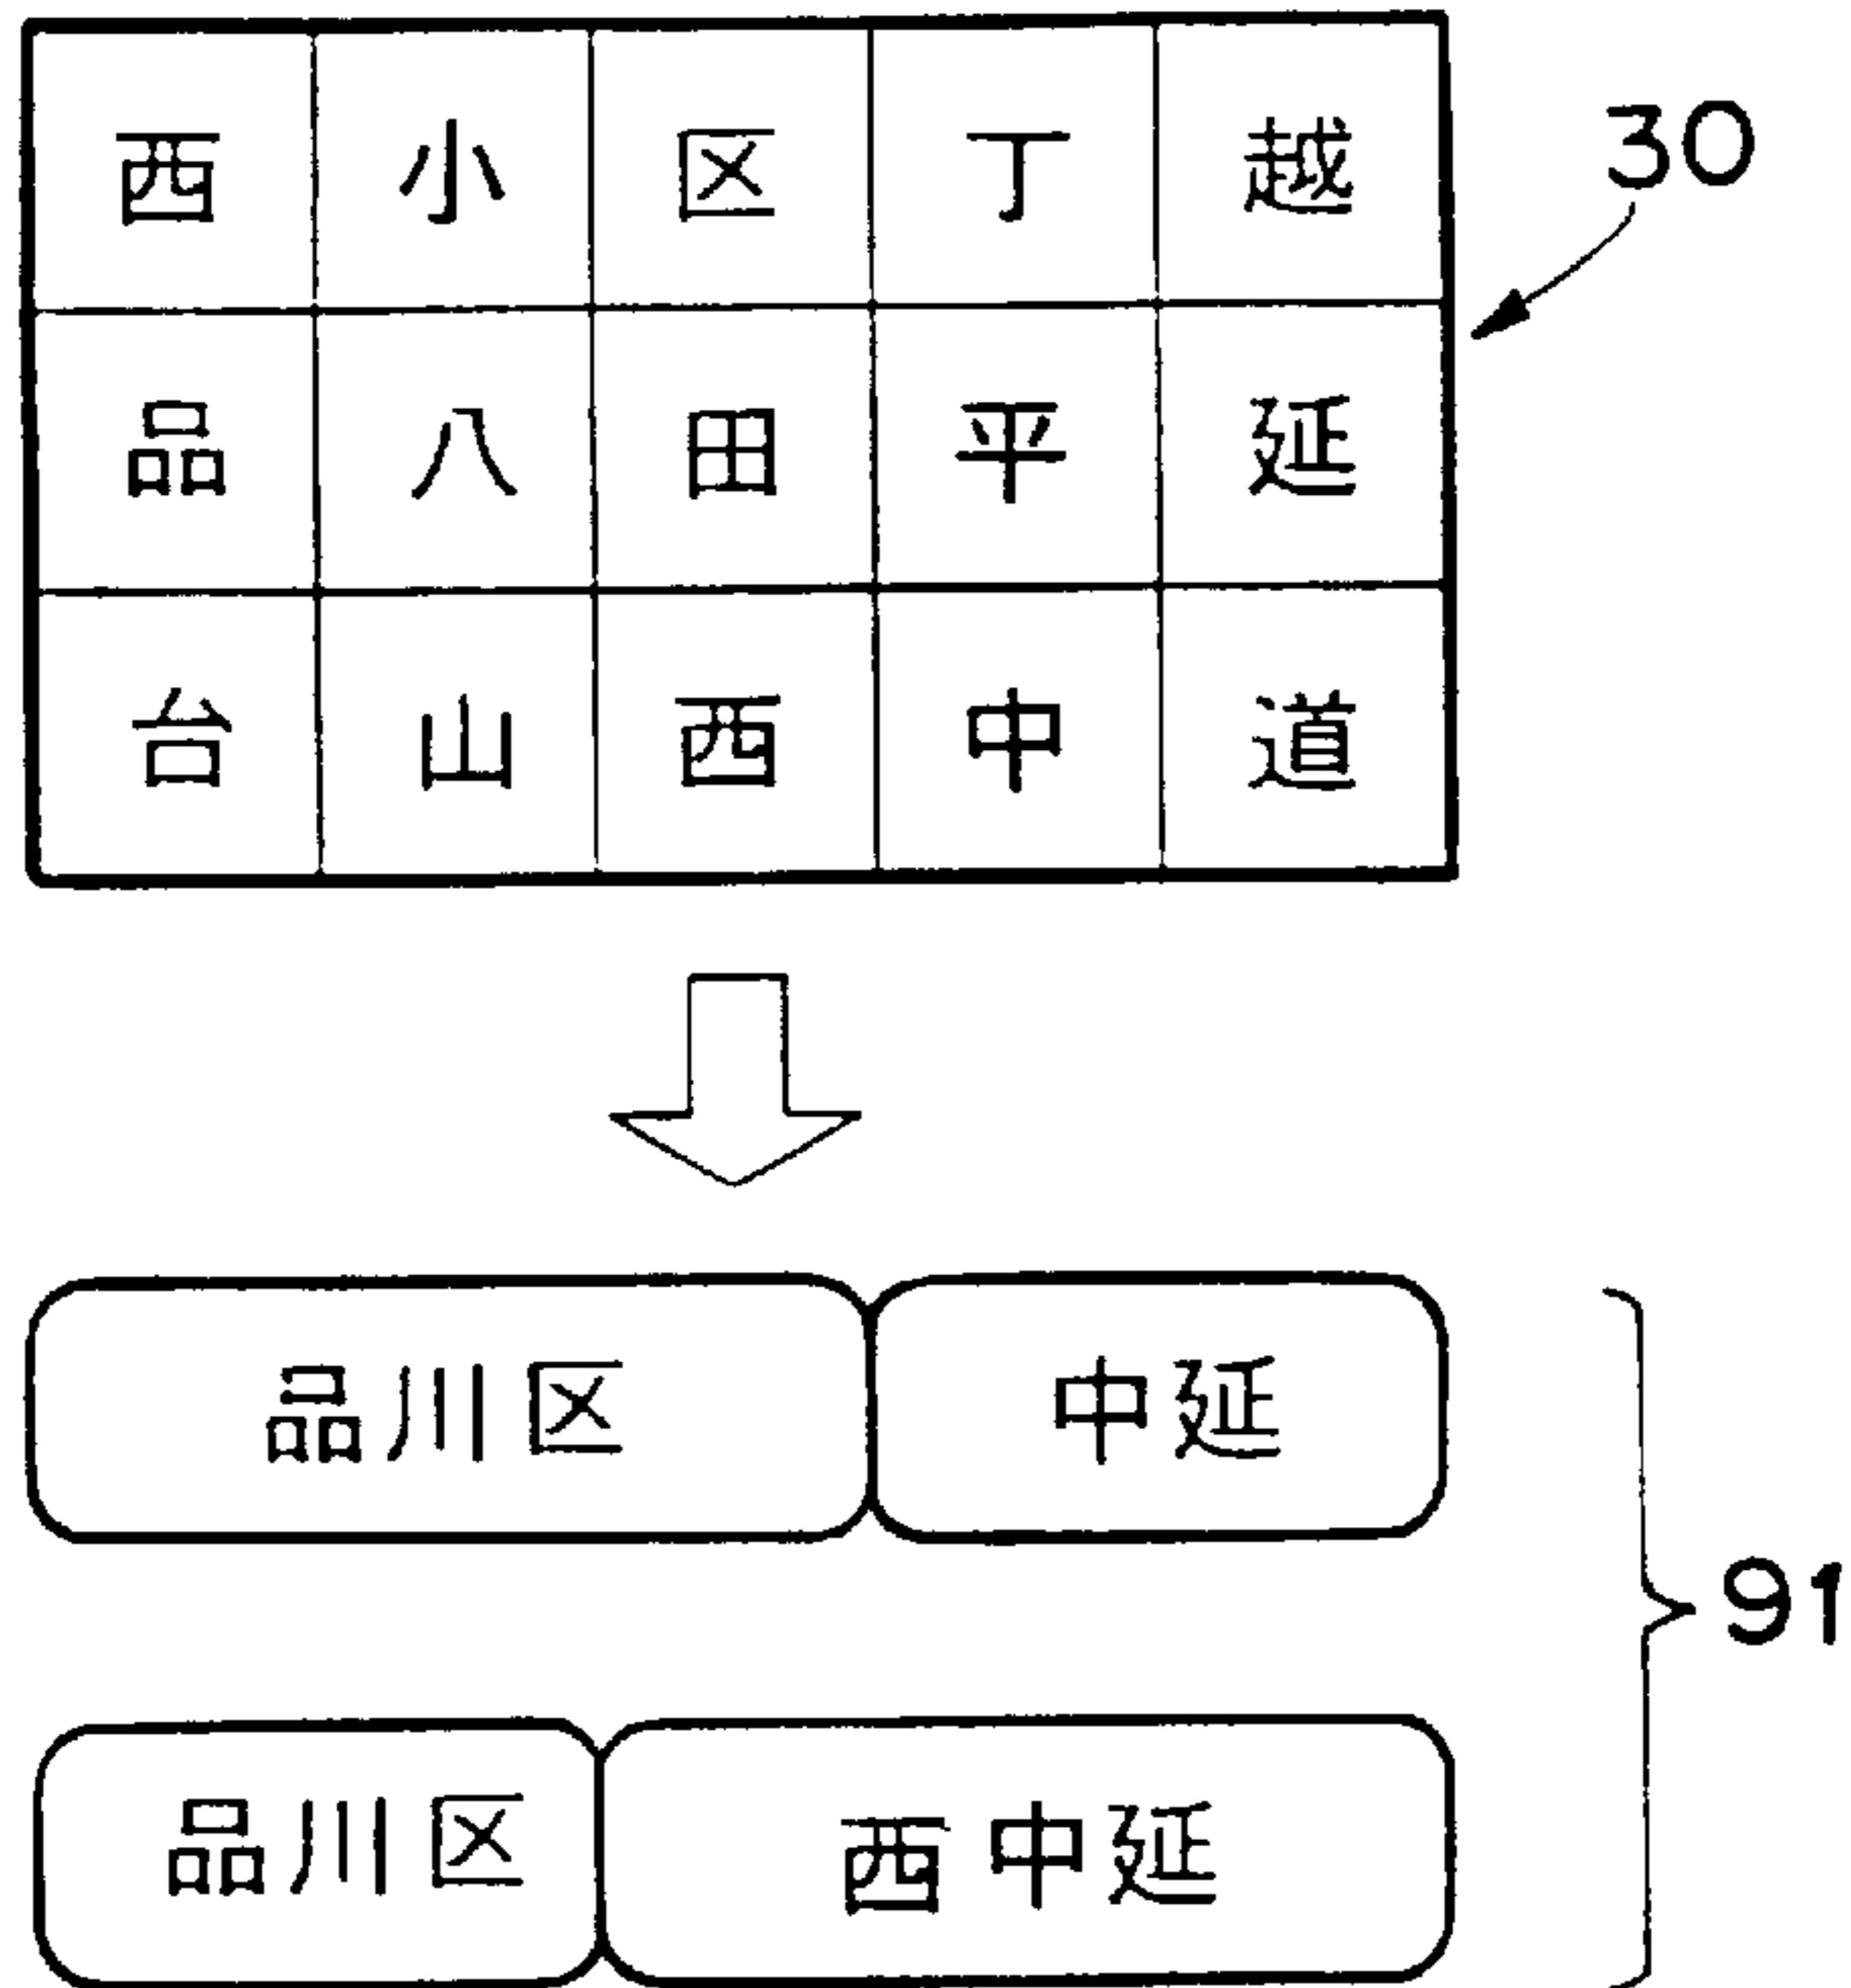 西 小 区 丁 越
30
品 八 田 平 延
台 山 西 中 道
品川区 中延
91
品川区 西中延